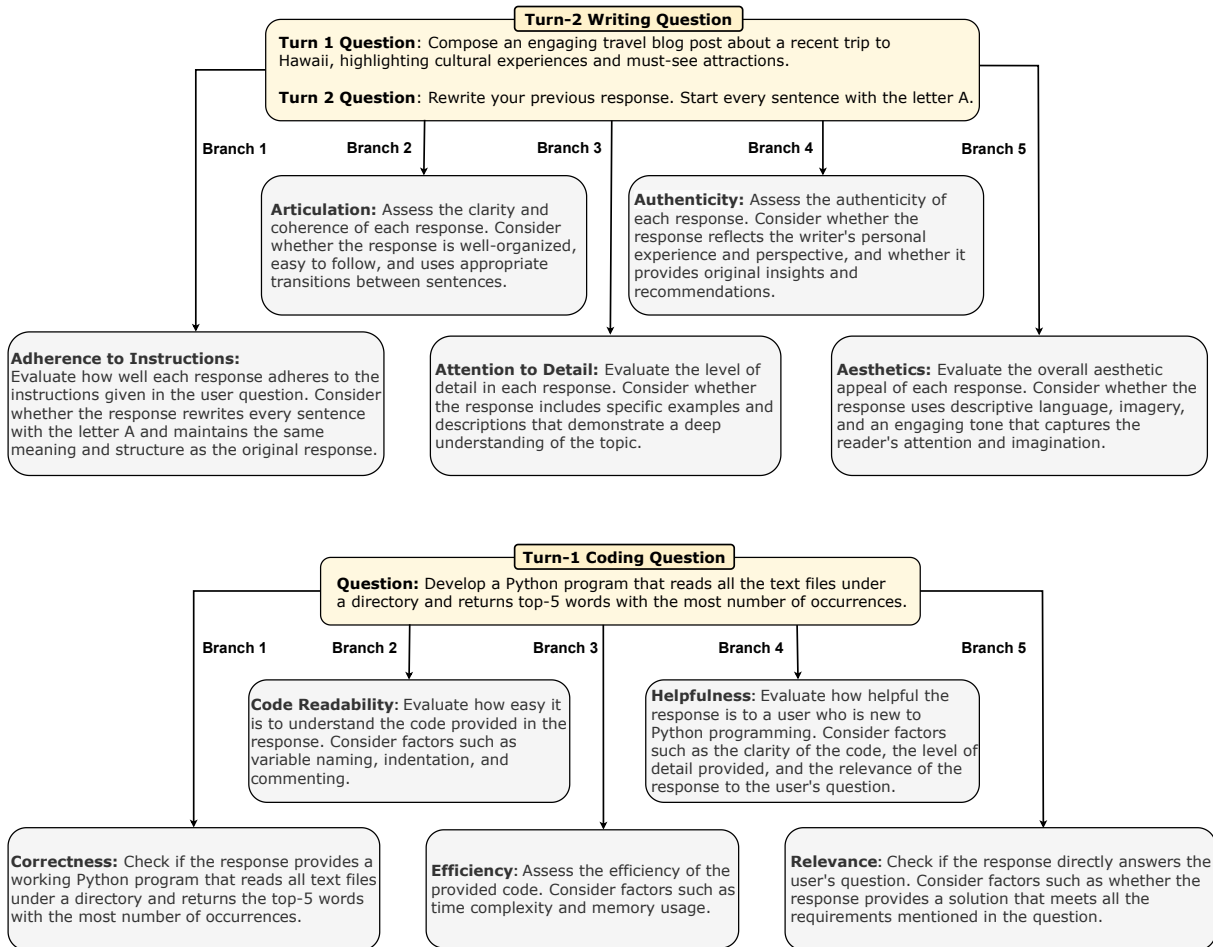 Turn-2 Writing Question
Turn 1 Question: Compose an engaging travel blog post about a recent trip to
Hawaii, highlighting cultural experiences and must-see attractions.
Turn 2 Question: Rewrite your previous response. Start every sentence with the letter A.
Branch 1
Branch 2
Branch 3
Branch 4
Branch 5
Articulation: Assess the clarity and
coherence of each response. Consider
whether the response is well-organized,
easy to follow, and uses appropriate
transitions between sentences.
Authenticity: Assess the authenticity of
each response. Consider whether the
response reflects the writer's personal
experience and perspective, and whether it
provides original insights and
recommendations.
Adherence to Instructions:
Evaluate how well each response adheres to the
instructions given in the user question. Consider
whether the response rewrites every sentence
with the letter A and maintains the same
meaning and structure as the original response.
Attention to Detail: Evaluate the level of
detail in each response. Consider whether
the response includes specific examples and
descriptions that demonstrate a deep
understanding of the topic.
Aesthetics: Evaluate the overall aesthetic
appeal of each response. Consider whether the
response uses descriptive language, imagery,
and an engaging tone that captures the
reader's attention and imagination.
Turn-1 Coding Question
Question: Develop a Python program that reads all the text files under
a directory and returns top-5 words with the most number of occurrences.
Branch 1
Branch 2
Branch 3
Branch 4
Branch 5
Code Readability: Evaluate how easy it
is to understand the code provided in the
response. Consider factors such as
variable naming, indentation, and
commenting.
Helpfulness: Evaluate how helpful the
response is to a user who is new to
Python programming. Consider factors
such as the clarity of the code, the level of
detail provided, and the relevance of the
response to the user's question.
Correctness: Check if the response provides a
working Python program that reads all text files
under a directory and returns the top-5 words
with the most number of occurrences.
Efficiency: Assess the efficiency of the
provided code. Consider factors such as
time complexity and memory usage.
Relevance: Check if the response directly answers the
user's question. Consider factors such as whether the
response provides a solution that meets all the
requirements mentioned in the question.